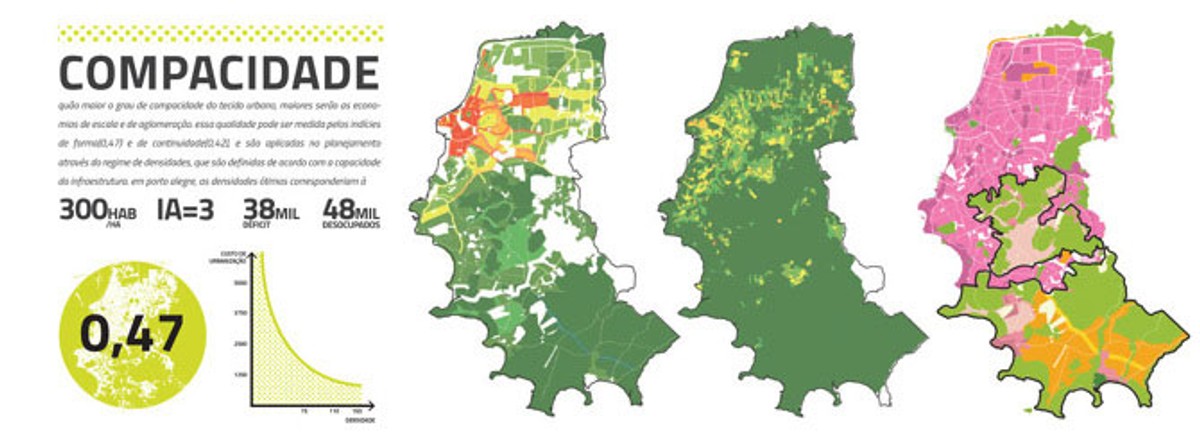 COMPACIDADE
quão maior o grau de compacidade do tecido urbano, maiores serão as econo-
mias de escala e de aglomeração. essa qualidade pode ser medida pelos indícies
de forma(0,47) e de continuidade(0,42), e são aplicadas no planejamento
através do regime de densidades, que são definidas de acordo com a capacidade
da infraestrutura. em porto alegre, as densidades ótimas corresponderiam à
300HAB /HA IA=3 38MIL DÉFICIT 48MIL DESOCUPADOS
0,47
CUSTO DE
URBANIZAÇÃO
5000
3750
2500
1250
75 110 150
DENSIDADE